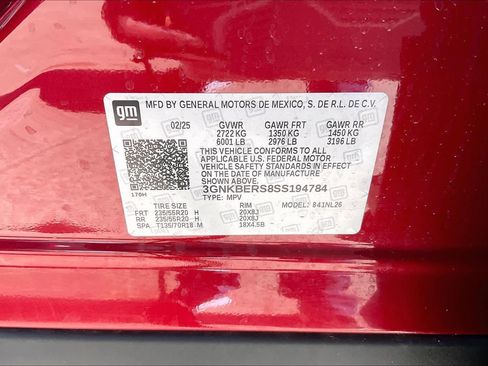 gm
MFD BY GENERAL MOTORS DE MEXICO, S. DE R.L. DE C.V.
02/25 GVWR GAWR FRT GAWR RR
2722 KG 1350 KG 1450 KG
6001 LB 2976 LB 3196 LB
THIS VEHICLE CONFORMS TO ALL
APPLICABLE U.S. FEDERAL MOTOR
VEHICLE SAFETY STANDARDS IN EFFECT
ON THE DATE OF MANUFACTURE SHOWN ABOVE.
3GNKBERS8SS194784
170H TYPE: MPV
TIRE SIZE RIM MODEL: 841NL26
FRT 235/55R20 H 20X8J
RR 235/55R20 H 20X8J
SPA T135/70R18 M 18X4.5B